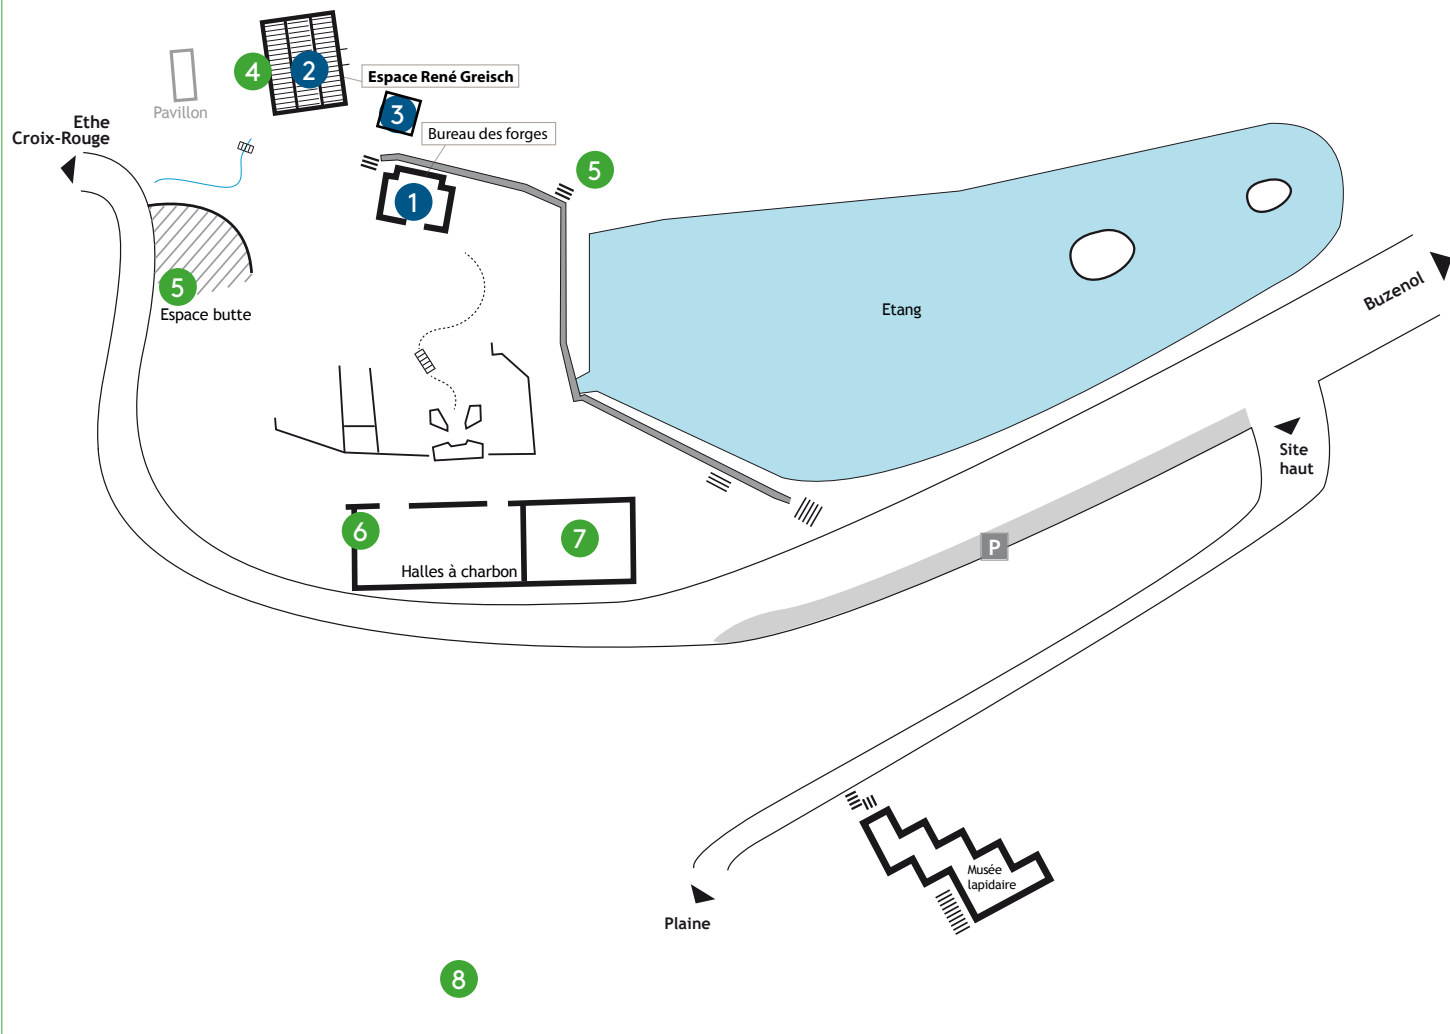 4
2
Espace René Greisch
Pavillon
3
Ethe
Croix-Rouge
Bureau des forges
5
1
5
Espace butte
Etang
Buzenol
Site
haut
6
7
Halles à charbon
P
Musée
lapidaire
Plaine
8